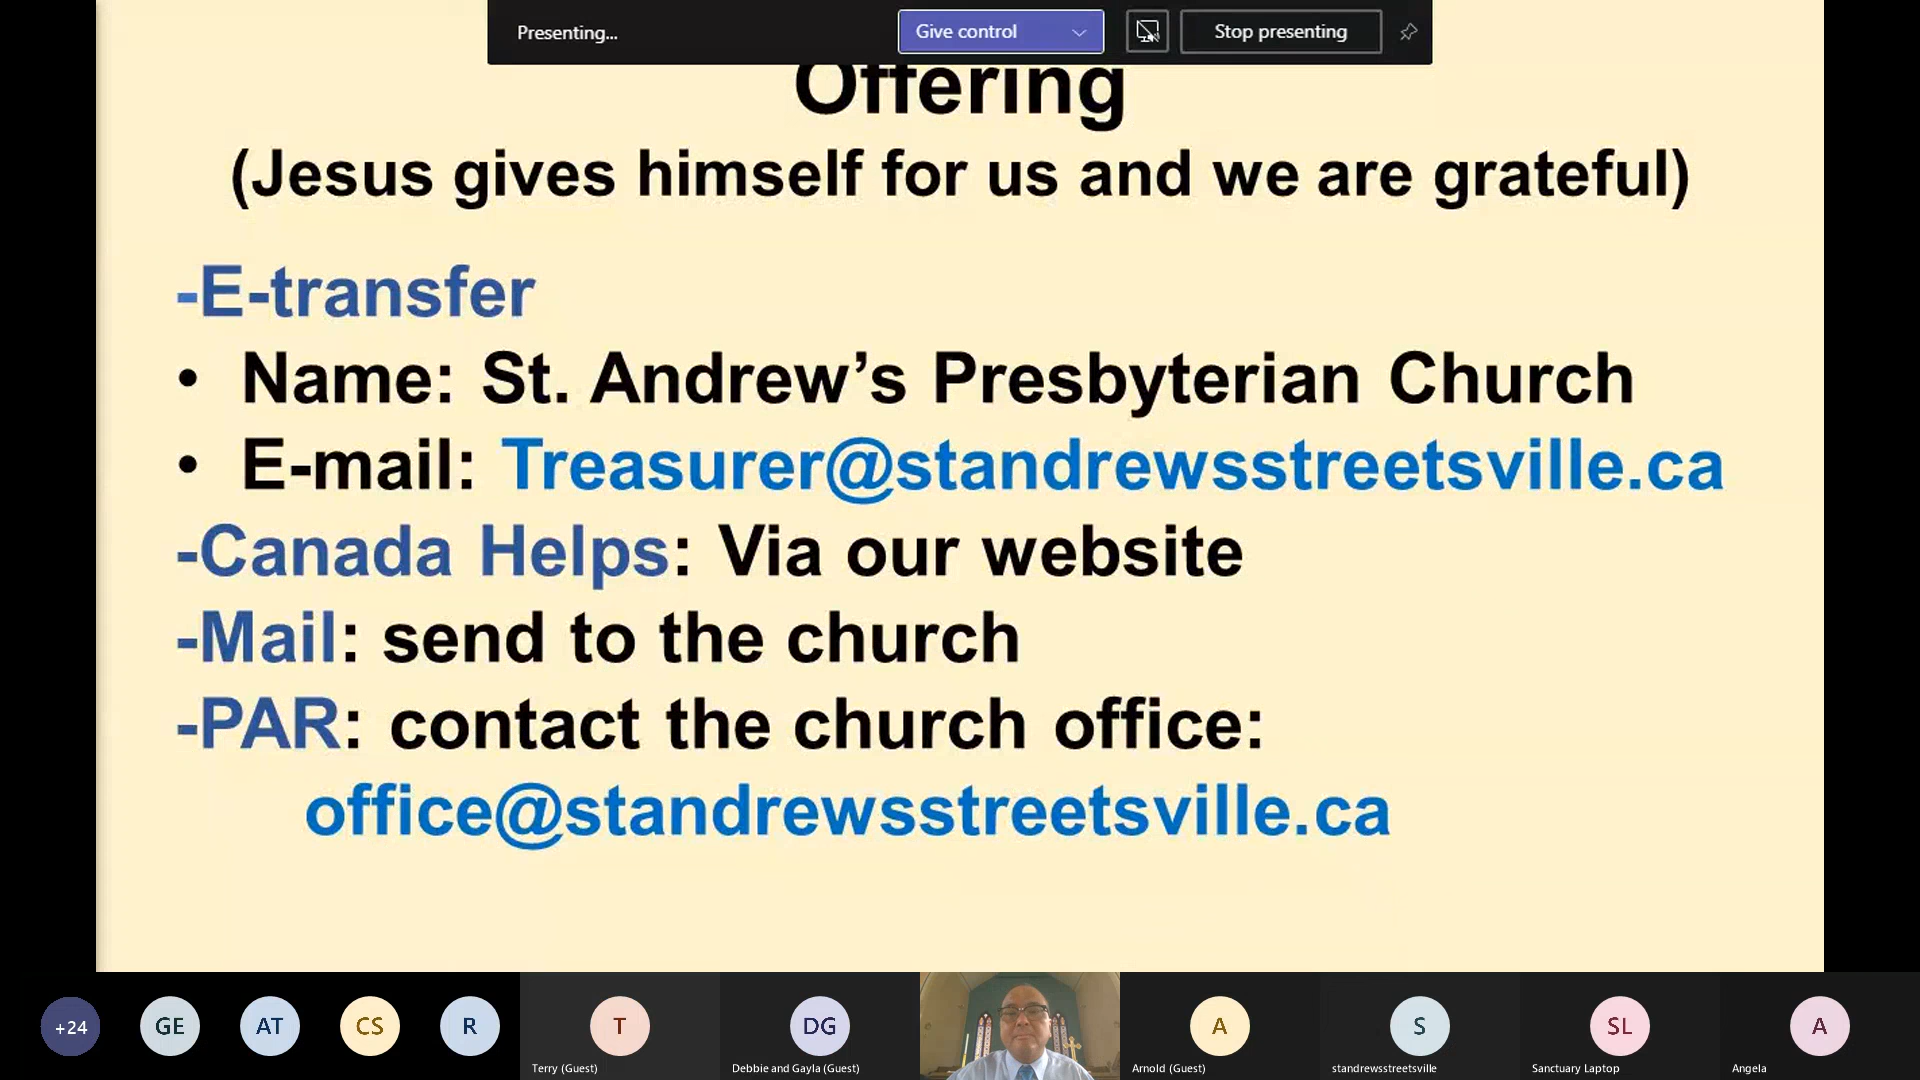 Presenting...
Give control
Stop presenting
Offering
(Jesus gives himself for us and we are grateful)
-E-transfer
• Name: St. Andrew’s Presbyterian Church
• E-mail: Treasurer@standrewsstreetsville.ca
-Canada Helps: Via our website
-Mail: send to the church
-PAR: contact the church office:
office@standrewsstreetsville.ca
+24
GE
AT
CS
R
T
DG
A
S
SL
A
Terry (Guest)
Debbie and Gayla (Guest)
Arnold (Guest)
standrewsstreetsville
Sanctuary Laptop
Angela